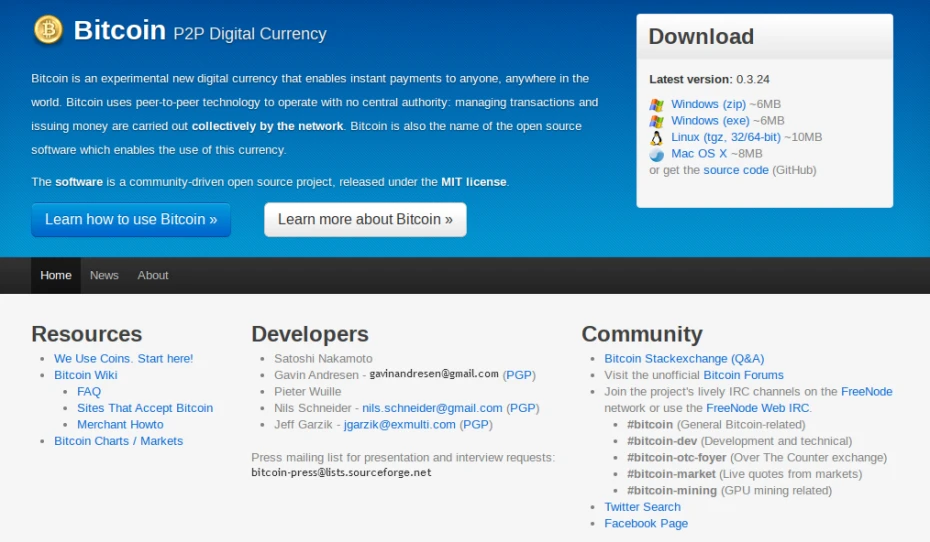 Bitcoin P2P Digital Currency
Bitcoin is an experimental new digital currency that enables instant payments to anyone, anywhere in the
world. Bitcoin uses peer-to-peer technology to operate with no central authority: managing transactions and
issuing money are carried out collectively by the network. Bitcoin is also the name of the open source
software which enables the use of this currency.
The software is a community-driven open source project, released under the MIT license.
Learn how to use Bitcoin »
Learn more about Bitcoin »
Download
Latest version: 0.3.24
Windows (zip) ~6MB
Windows (exe) ~6MB
Linux (tgz, 32/64-bit) ~10MB
Mac OS X ~8MB
or get the source code (GitHub)
Home News About
Resources
We Use Coins. Start here!
Bitcoin Wiki
FAQ
Sites That Accept Bitcoin
Merchant Howto
Bitcoin Charts / Markets
Developers
Satoshi Nakamoto
Gavin Andresen - gavinandresen@gmail.com (PGP)
Pieter Wuille
Nils Schneider - nils.schneider@gmail.com (PGP)
Jeff Garzik - jgarzik@exmulti.com (PGP)
Press mailing list for presentation and interview requests:
bitcoin-press@lists.sourceforge.net
Community
Bitcoin Stackexchange (Q&A)
Visit the unofficial Bitcoin Forums
Join the project's lively IRC channels on the FreeNode
network or use the FreeNode Web IRC.
#bitcoin (General Bitcoin-related)
#bitcoin-dev (Development and technical)
#bitcoin-otc-foyer (Over The Counter exchange)
#bitcoin-market (Live quotes from markets)
#bitcoin-mining (GPU mining related)
Twitter Search
Facebook Page